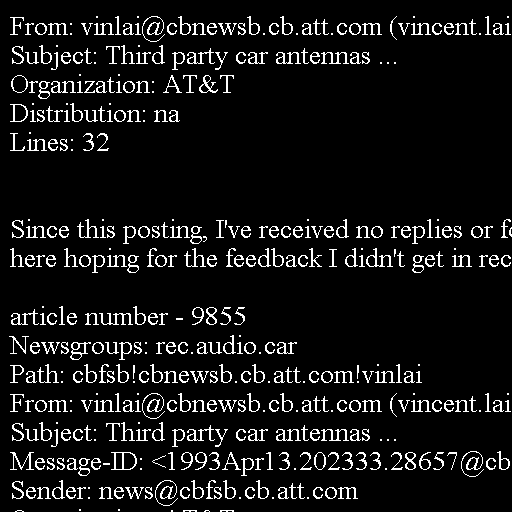 From: vinlai@cbnewsb.cb.att.com (vincent.lai
Subject: Third party car antennas ...
Organization: AT&T
Distribution: na
Lines: 32
Since this posting, I've received no replies or fo
here hoping for the feedback I didn't get in rec
article number - 9855
Newsgroups: rec.audio.car
Path: cbfsb!cbnewsb.cb.att.com!vinlai
From: vinlai@cbnewsb.cb.att.com (vincent.lai
Subject: Third party car antennas ...
Message-ID: <1993Apr13.202333.28657@cb
Sender: news@cbfsb.cb.att.com